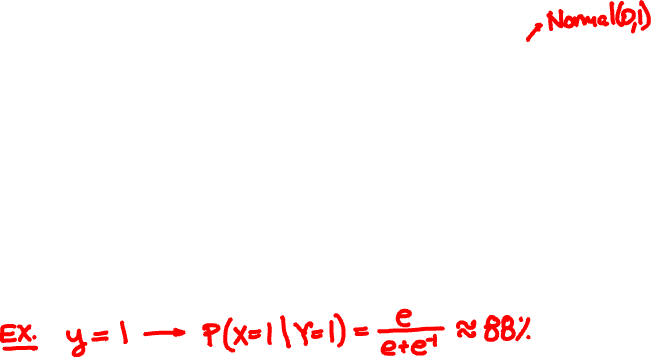 Normal(0,1)
EX. y = 1 → P(X=1 | Y=1) = e / (e+e⁻¹) ≈ 88%